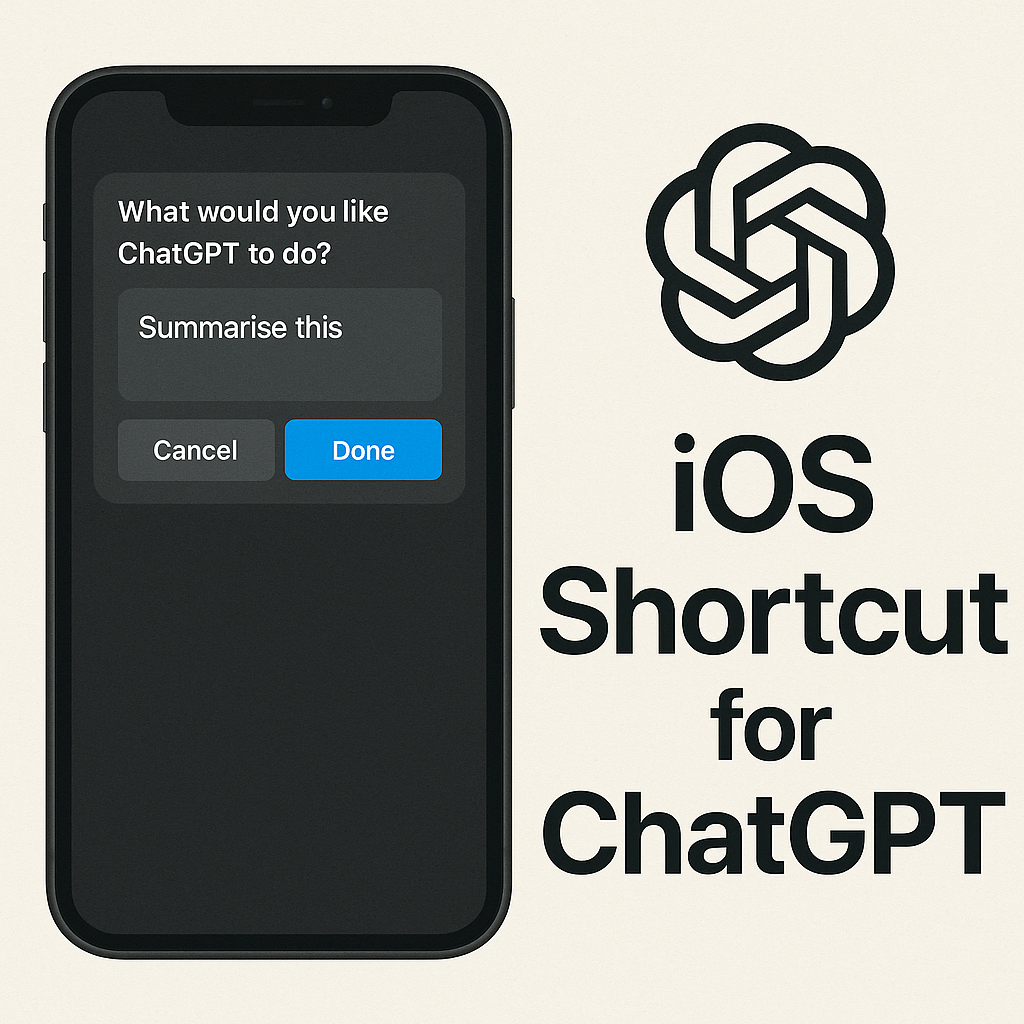 What would you like
ChatGPT to do?
Summarise this
Cancel
Done
iOS
Shortcut
for
ChatGPT